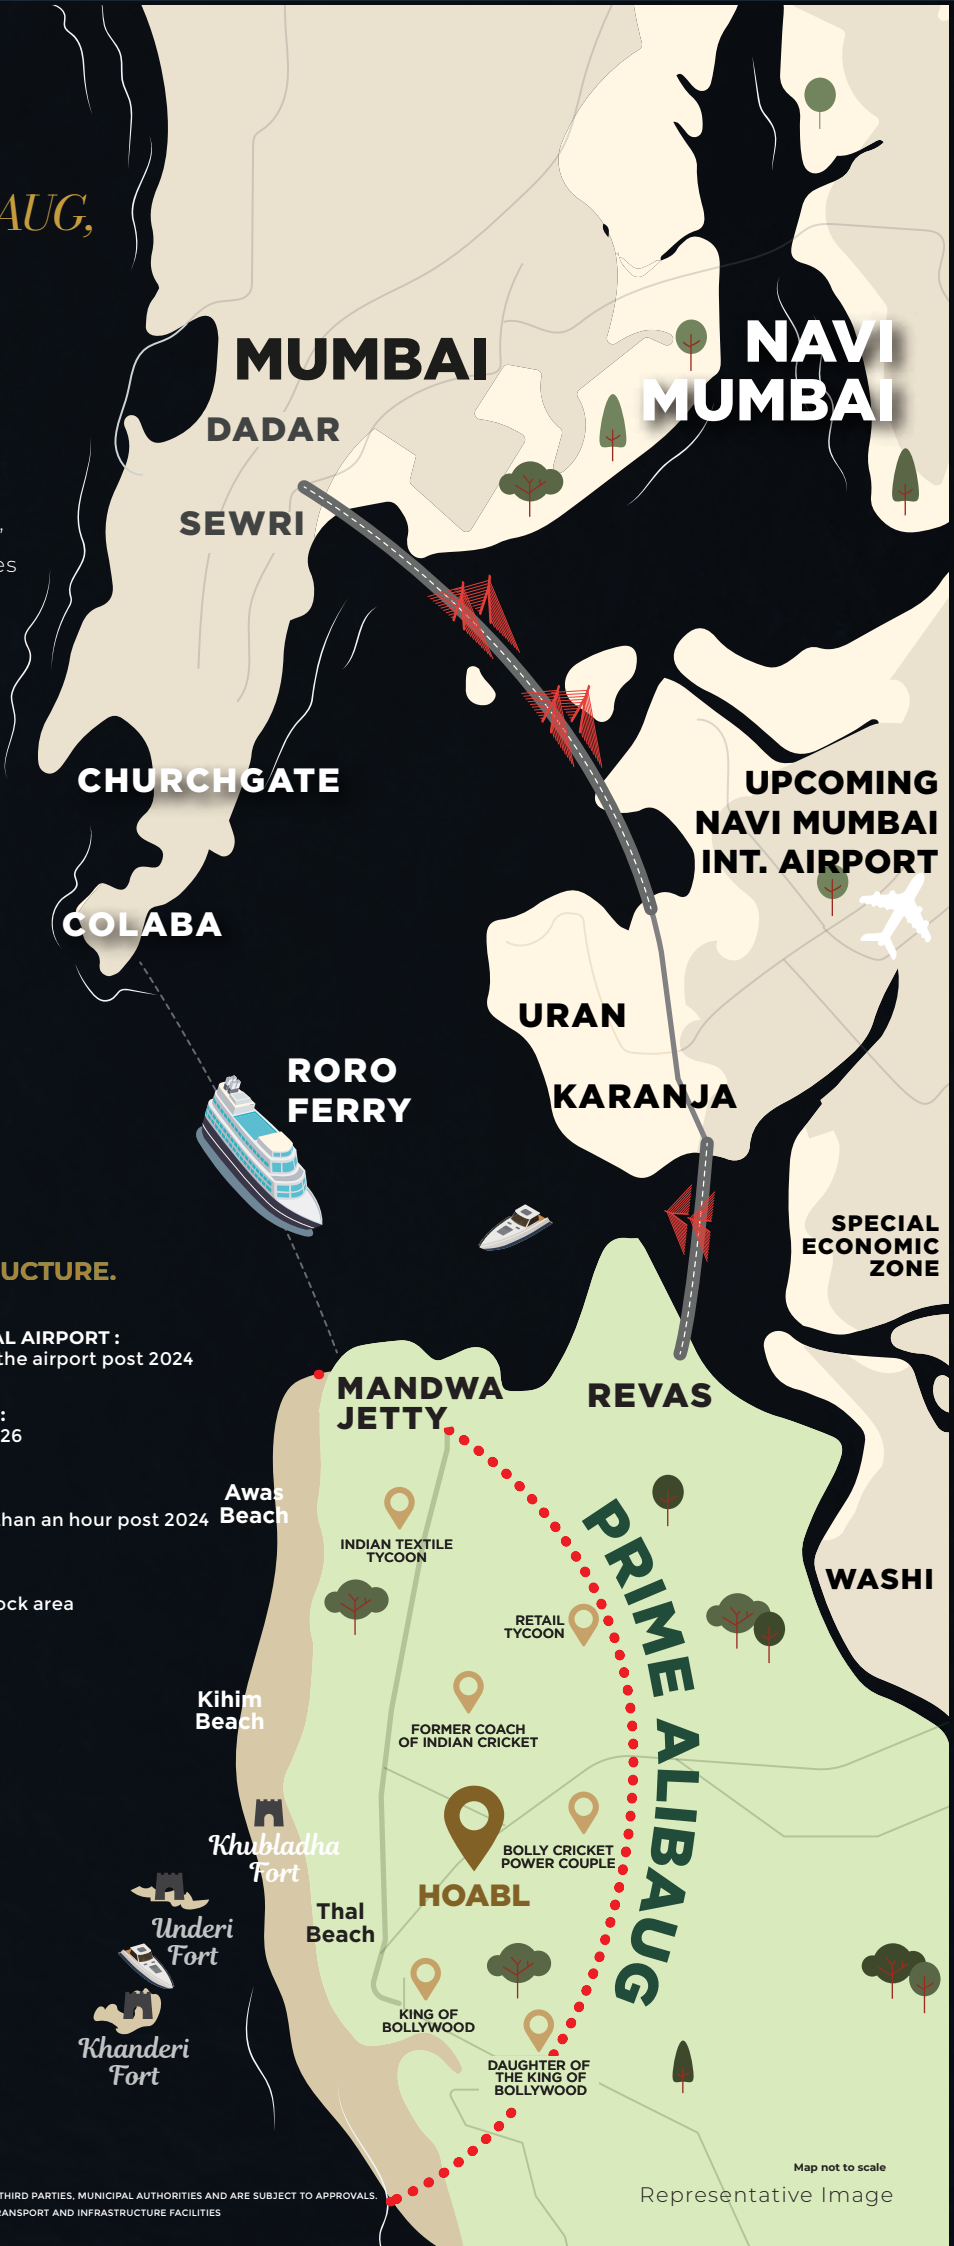 AUG,
MUMBAI
NAVI
MUMBAI
DADAR
SEWRI
,
es
CHURCHGATE
UPCOMING
NAVI MUMBAI
INT. AIRPORT
COLABA
URAN
RORO
FERRY
KARANJA
SPECIAL
ECONOMIC
ZONE
UCTURE.
AL AIRPORT :
the airport post 2024
MANDWA
JETTY
REVAS
:
26
Awas
Beach
han an hour post 2024
INDIAN TEXTILE
TYCOON
PRIME ALIBAUG
WASHI
ock area
RETAIL
TYCOON
Kihim
Beach
FORMER COACH
OF INDIAN CRICKET
Khubladha
Fort
BOLLY CRICKET
POWER COUPLE
HOABL
Thal
Beach
Underi
Fort
KING OF
BOLLYWOOD
Khanderi
Fort
DAUGHTER OF
THE KING OF
BOLLYWOOD
Map not to scale
Representative Image
THIRD PARTIES, MUNICIPAL AUTHORITIES AND ARE SUBJECT TO APPROVALS.
RANSPORT AND INFRASTRUCTURE FACILITIES